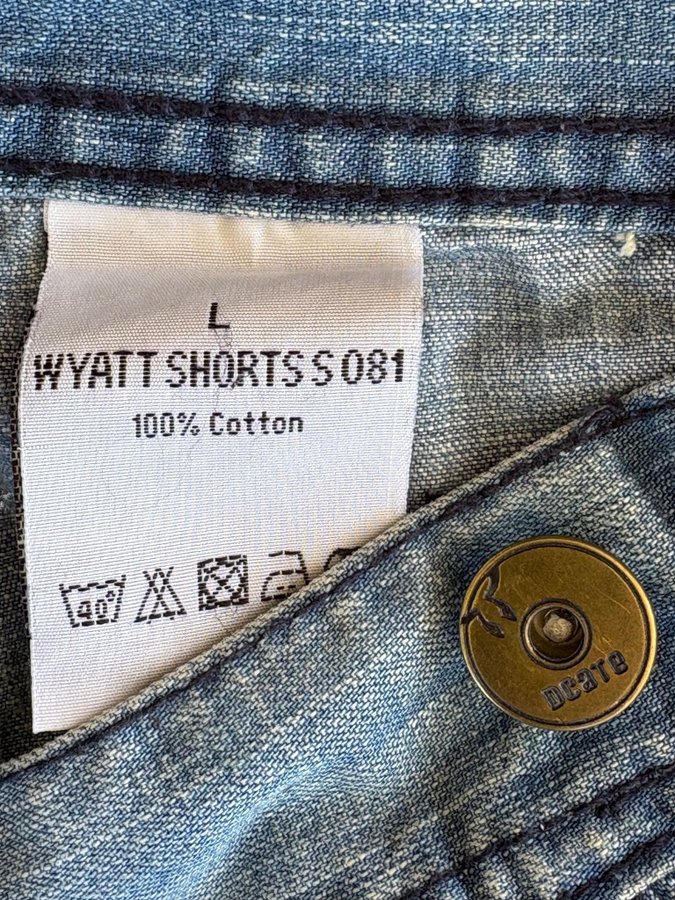 L
WYATT SHORTS S 081
100% Cotton
40°
Dcate